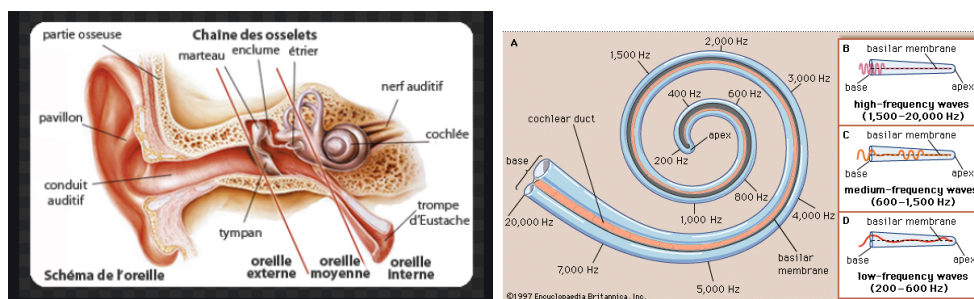 partie osseuse
Chaîne des osselets
marteau
enclume
étrier
nerf auditif
pavillon
cochlée
conduit
auditif
tympan
trompe
d'Eustache
oreille
externe
oreille
moyenne
oreille
interne
Schéma de l'oreille
A
2,000 Hz
1,500 Hz
3,000 Hz
400 Hz
600 Hz
cochlear duct
apex
200 Hz
base
800 Hz
1,000 Hz
4,000 Hz
20,000 Hz
7,000 Hz
basilar
membrane
5,000 Hz
©1997 Encyclopaedia Britannica, Inc.
B
basilar membrane
base
apex
high-frequency waves
(1,500–20,000 Hz)
C
basilar membrane
base
apex
medium-frequency waves
(600–1,500 Hz)
D
basilar membrane
base
apex
low-frequency waves
(200–600 Hz)